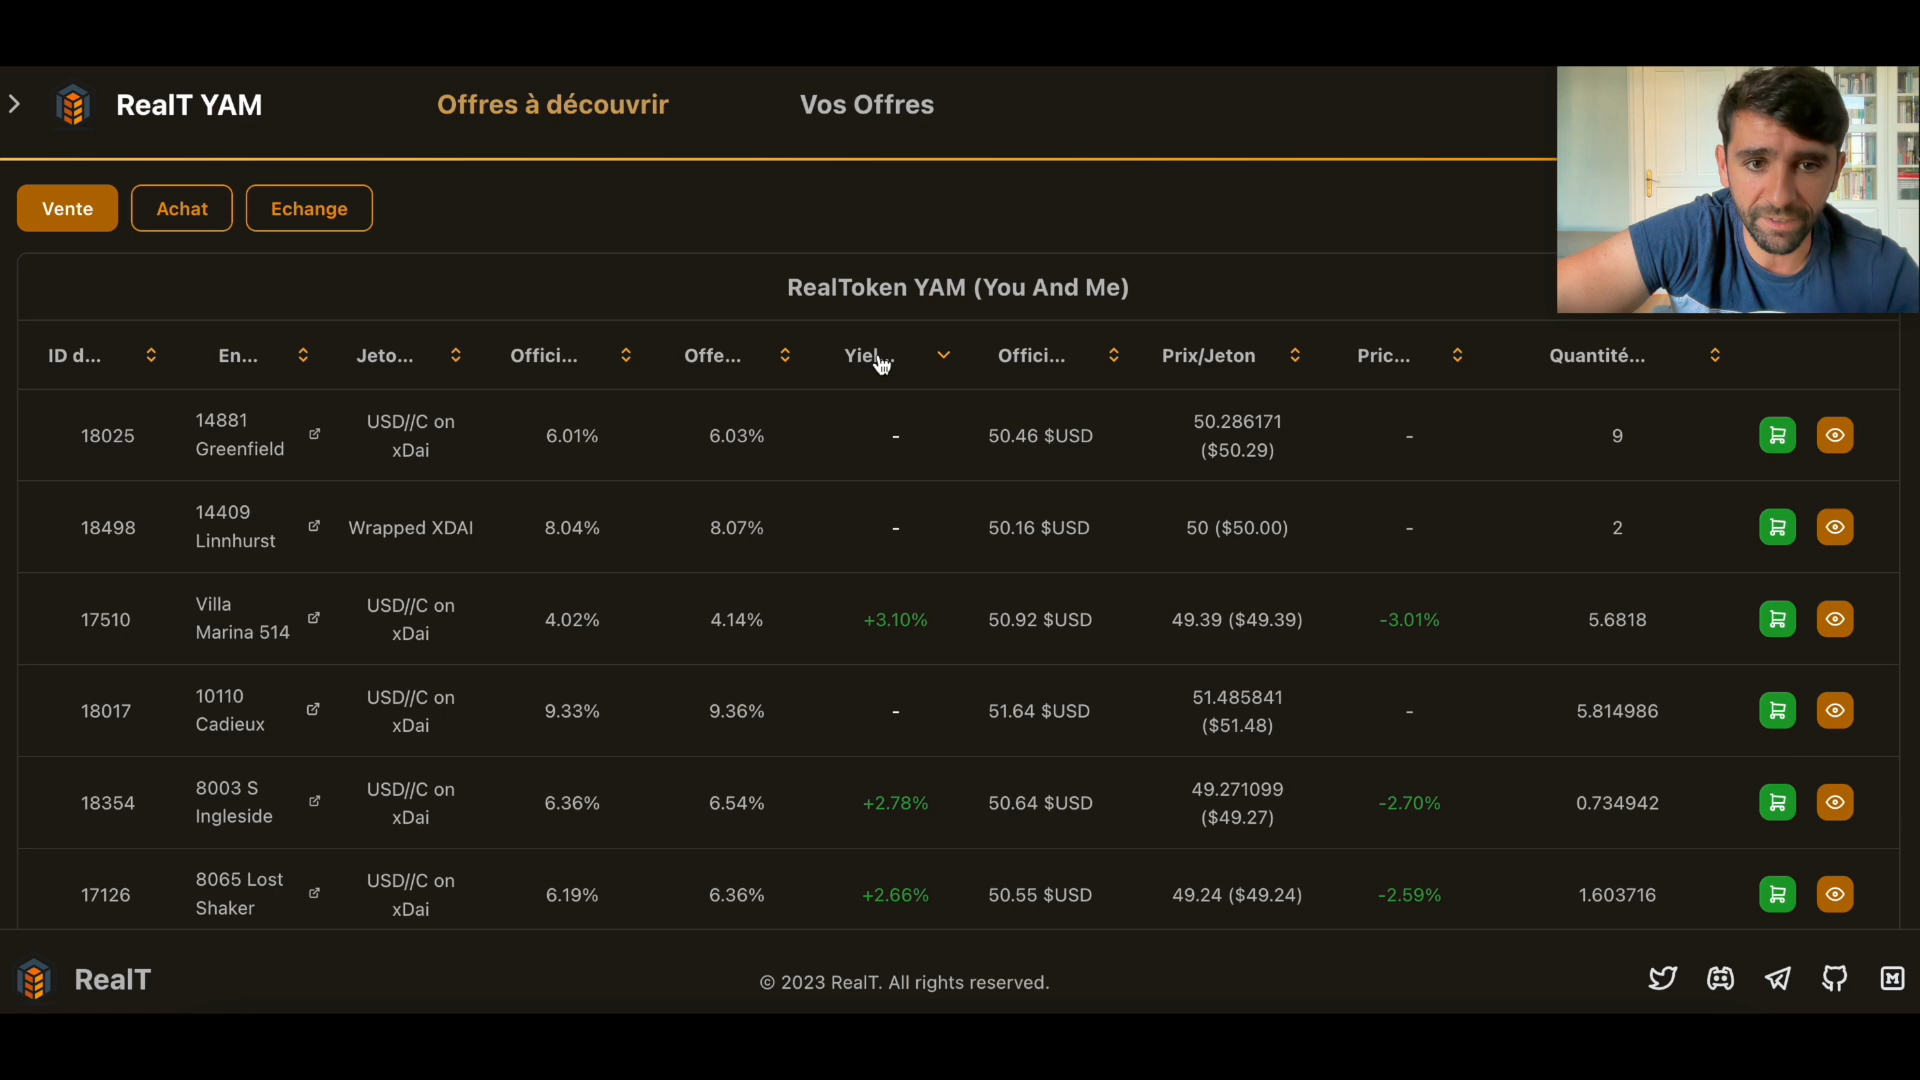 RealT YAM
Offres à découvrir
Vos Offres
Vente
Achat
Echange
RealToken YAM (You And Me)
ID d...
En...
Jeto...
Offici...
Offe...
Yiel...
Offici...
Prix/Jeton
Pric...
Quantité...
18025
14881
Greenfield
USD//C on
xDai
6.01%
6.03%
-
50.46 $USD
50.286171
($50.29)
-
9
18498
14409
Linnhurst
Wrapped XDAI
8.04%
8.07%
-
50.16 $USD
50 ($50.00)
-
2
17510
Villa
Marina 514
USD//C on
xDai
4.02%
4.14%
+3.10%
50.92 $USD
49.39 ($49.39)
-3.01%
5.6818
18017
10110
Cadieux
USD//C on
xDai
9.33%
9.36%
-
51.64 $USD
51.485841
($51.48)
-
5.814986
18354
8003 S
Ingleside
USD//C on
xDai
6.36%
6.54%
+2.78%
50.64 $USD
49.271099
($49.27)
-2.70%
0.734942
17126
8065 Lost
Shaker
USD//C on
xDai
6.19%
6.36%
+2.66%
50.55 $USD
49.24 ($49.24)
-2.59%
1.603716
RealT
© 2023 RealT. All rights reserved.